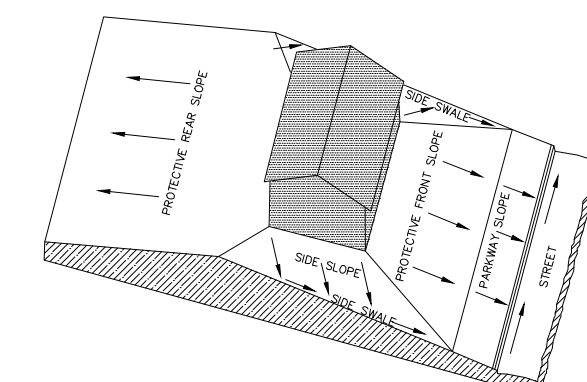 PROTECTIVE REAR SLOPE
SIDE SWALE
PROTECTIVE FRONT SLOPE
PARKWAY SLOPE
STREET
SIDE SLOPE
SIDE SWALE